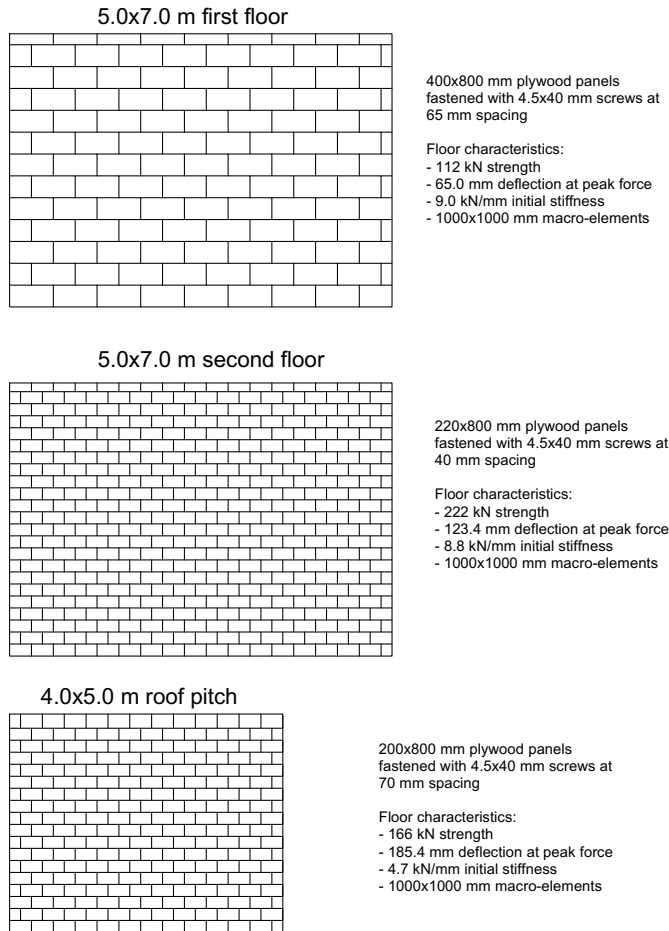 5.0x7.0 m first floor
400x800 mm plywood panels
fastened with 4.5x40 mm screws at
65 mm spacing
Floor characteristics:
- 112 kN strength
- 65.0 mm deflection at peak force
- 9.0 kN/mm initial stiffness
- 1000x1000 mm macro-elements
5.0x7.0 m second floor
220x800 mm plywood panels
fastened with 4.5x40 mm screws at
40 mm spacing
Floor characteristics:
- 222 kN strength
- 123.4 mm deflection at peak force
- 8.8 kN/mm initial stiffness
- 1000x1000 mm macro-elements
4.0x5.0 m roof pitch
200x800 mm plywood panels
fastened with 4.5x40 mm screws at
70 mm spacing
Floor characteristics:
- 166 kN strength
- 185.4 mm deflection at peak force
- 4.7 kN/mm initial stiffness
- 1000x1000 mm macro-elements